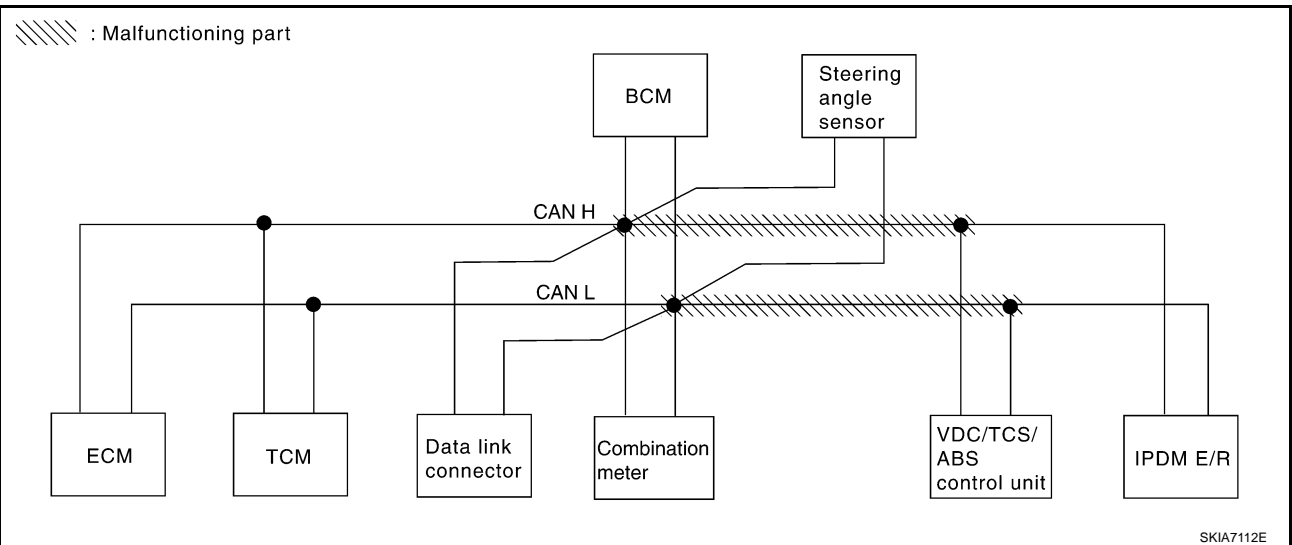 : Malfunctioning part
BCM
Steering
angle
sensor
CAN H
CAN L
ECM
TCM
Data link
connector
Combination
meter
VDC/TCS/
ABS
control unit
IPDM E/R
SKIA7112E